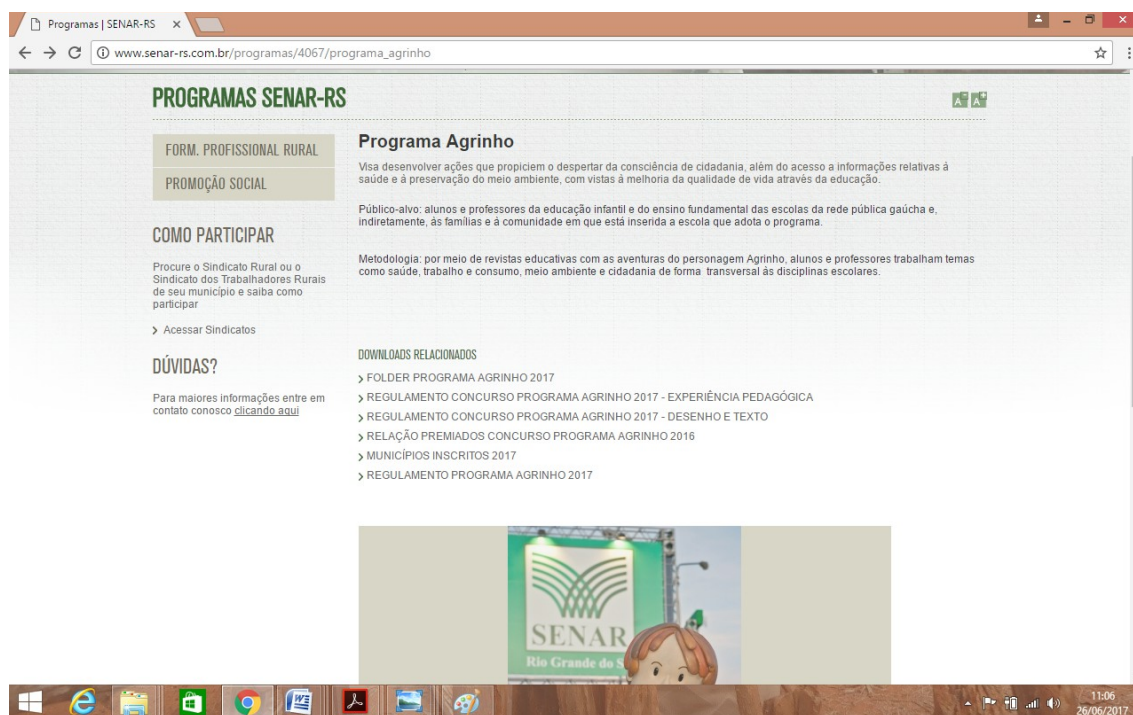 Programas | SENAR-RS
www.senar-rs.com.br/programas/4067/programa_agrinho
PROGRAMAS SENAR-RS
A- A+
FORM. PROFISSIONAL RURAL
PROMOÇÃO SOCIAL
COMO PARTICIPAR
Procure o Sindicato Rural ou o
Sindicato dos Trabalhadores Rurais
de seu município e saiba como
participar
Acessar Sindicatos
DÚVIDAS?
Para maiores informações entre em
contato conosco clicando aqui
Programa Agrinho
Visa desenvolver ações que propiciem o despertar da consciência de cidadania, além do acesso a informações relativas à
saúde e à preservação do meio ambiente, com vistas à melhoria da qualidade de vida através da educação.
Público-alvo: alunos e professores da educação infantil e do ensino fundamental das escolas da rede pública gaúcha e,
indiretamente, às famílias e à comunidade em que está inserida a escola que adota o programa.
Metodologia: por meio de revistas educativas com as aventuras do personagem Agrinho, alunos e professores trabalham temas
como saúde, trabalho e consumo, meio ambiente e cidadania de forma transversal às disciplinas escolares.
DOWNLOADS RELACIONADOS
FOLDER PROGRAMA AGRINHO 2017
REGULAMENTO CONCURSO PROGRAMA AGRINHO 2017 - EXPERIÊNCIA PEDAGÓGICA
REGULAMENTO CONCURSO PROGRAMA AGRINHO 2017 - DESENHO E TEXTO
RELAÇÃO PREMIADOS CONCURSO PROGRAMA AGRINHO 2016
MUNICÍPIOS INSCRITOS 2017
REGULAMENTO PROGRAMA AGRINHO 2017
SENAR
Rio Grande do S
11:06
26/06/2017